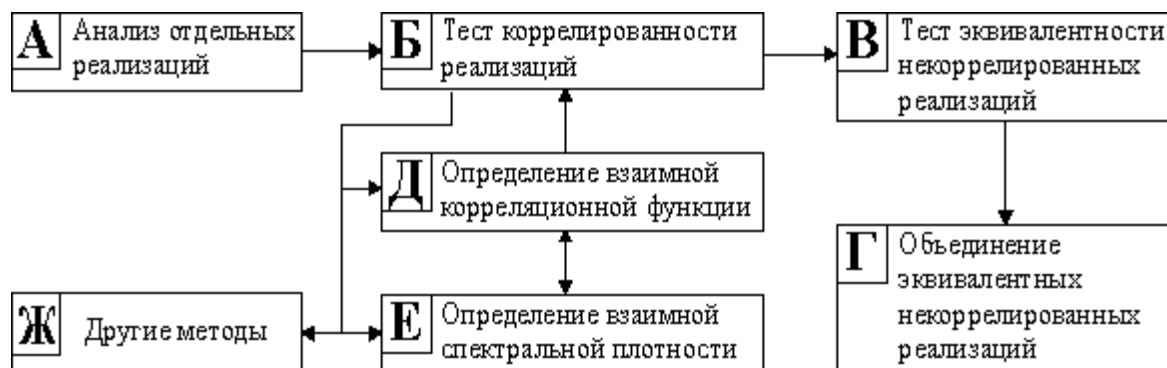 А
Анализ отдельных
реализаций
Б
Тест коррелированности
реализаций
В
Тест эквивалентности
некоррелированных
реализаций
Д
Определение взаимной
корреляционной функции
Г
Объединение
эквивалентных
некоррелированных
реализаций
Ж
Другие методы
Е
Определение взаимной
спектральной плотности